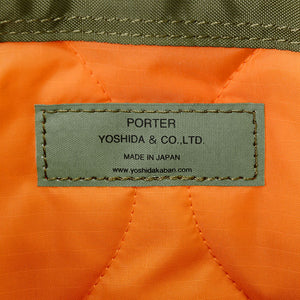 PORTER
YOSHIDA & CO.,LTD.
MADE IN JAPAN
www.yoshidakaban.com